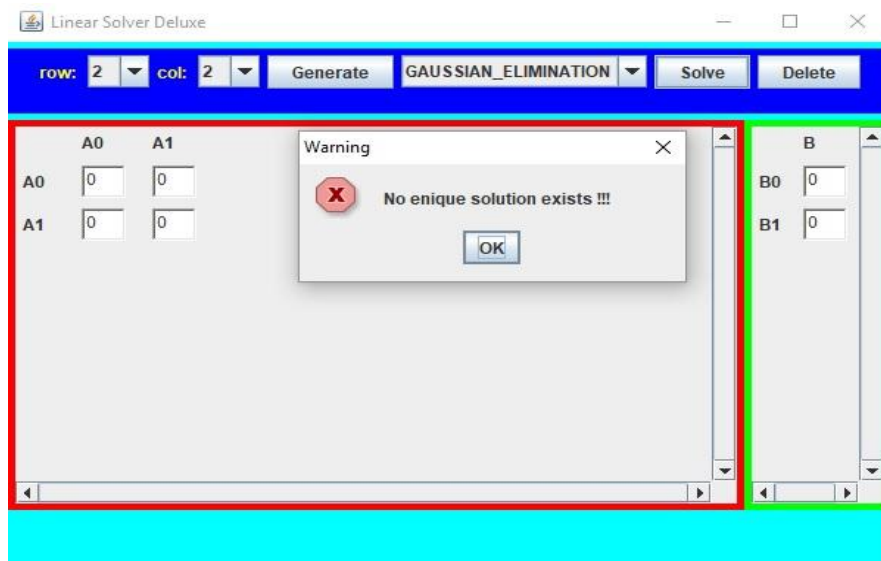 Linear Solver Deluxe
row: 2 col: 2 Generate GAUSSIAN_ELIMINATION Solve Delete
A0 A1 B
A0 0 0 B0 0
A1 0 0 B1 0
Warning
No enique solution exists !!!
OK